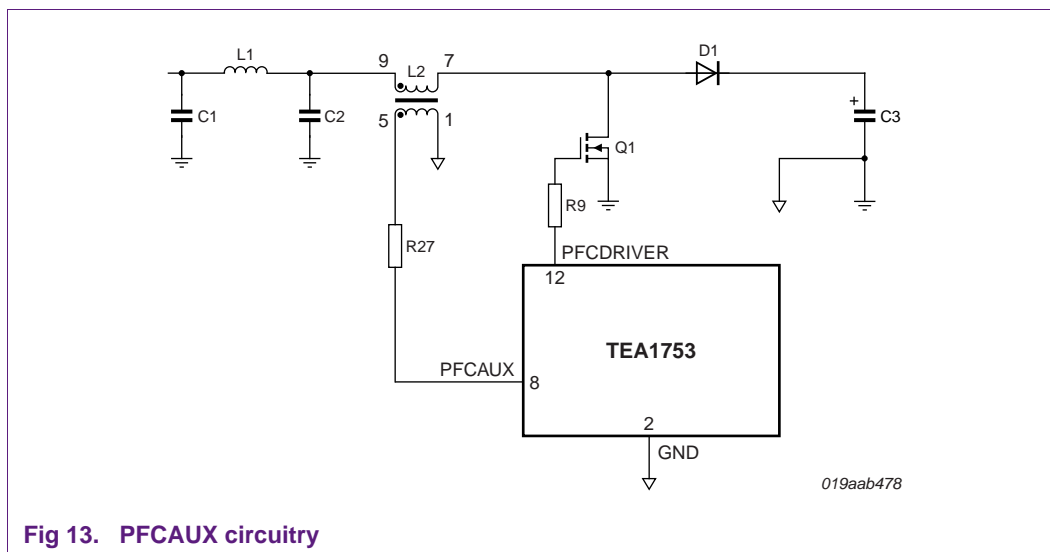 L1
9
L2
7
D1
C1
C2
5
1
+
C3
Q1
R9
R27
PFCDRIVER
12
TEA1753
PFCAUX
8
2
GND
019aab478
Fig 13. PFCAUX circuitry